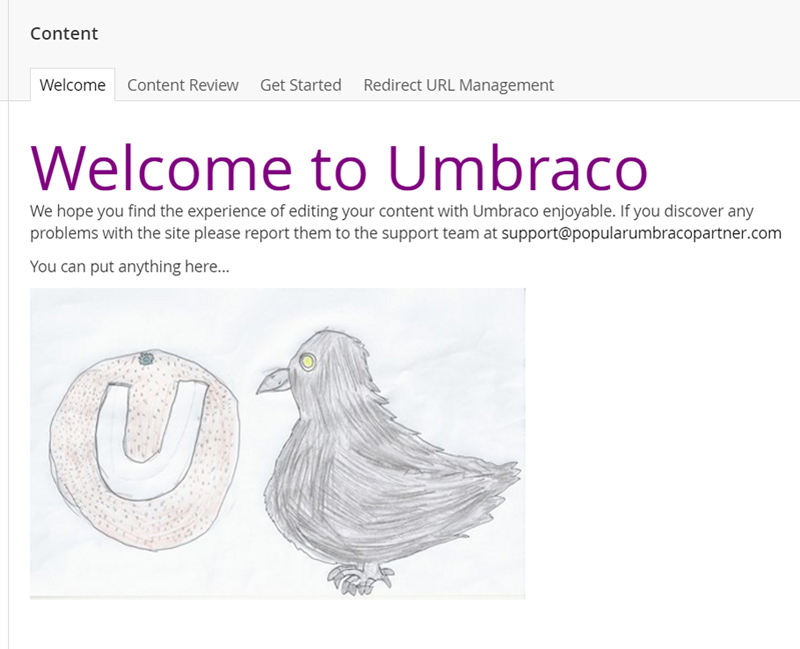 Content
Welcome Content Review Get Started Redirect URL Management
Welcome to Umbraco
We hope you find the experience of editing your content with Umbraco enjoyable. If you discover any
problems with the site please report them to the support team at support@popularumbracopartner.com
You can put anything here...
U